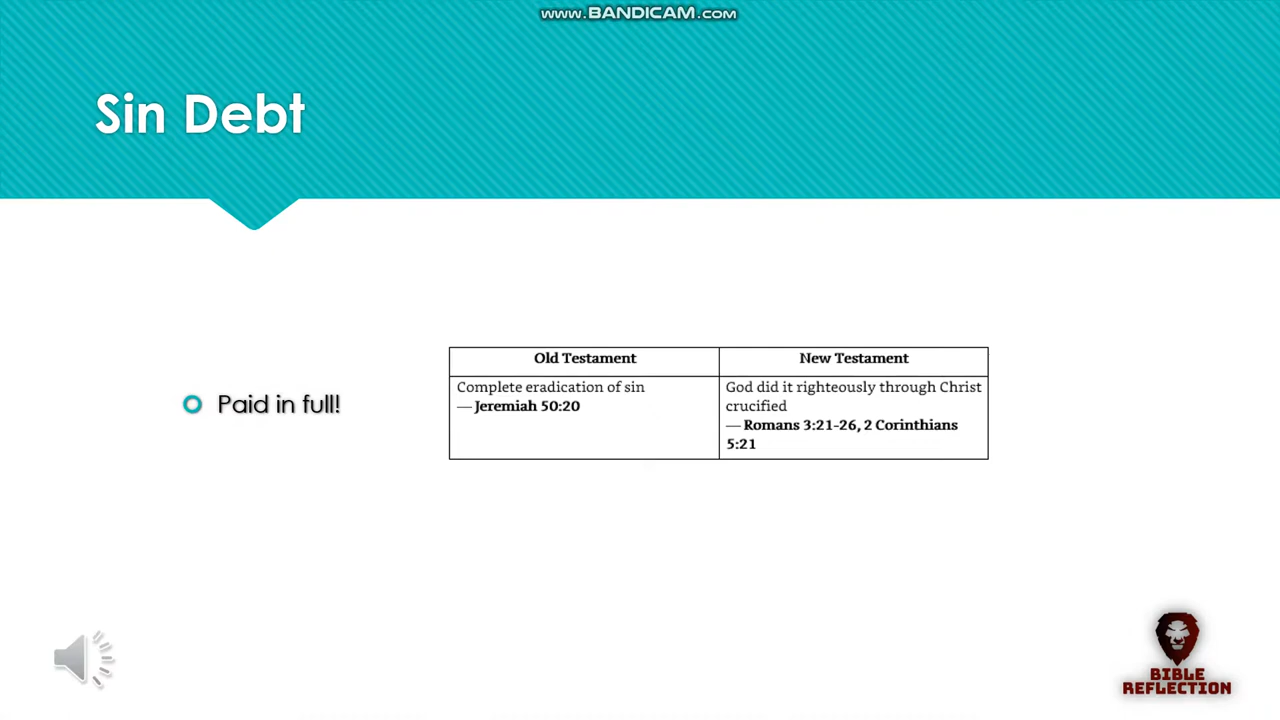 www.BANDICAM.com
Sin Debt
Paid in full!
Old Testament
New Testament
Complete eradication of sin
— Jeremiah 50:20
God did it righteously through Christ
crucified
— Romans 3:21-26, 2 Corinthians
5:21
BIBLE
REFLECTION